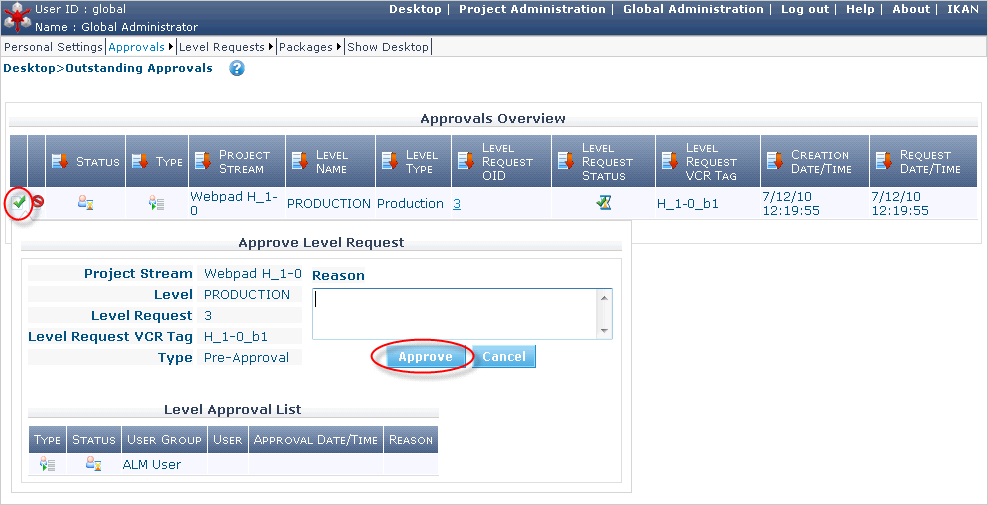 User ID : global
Desktop | Project Administration | Global Administration | Log out | Help | About | IKAN
Name : Global Administrator
Personal Settings Approvals Level Requests Packages Show Desktop
Desktop>Outstanding Approvals ?
Approvals Overview
STATUS TYPE PROJECT STREAM LEVEL NAME LEVEL TYPE LEVEL REQUEST OID LEVEL REQUEST STATUS LEVEL REQUEST VCR TAG CREATION DATE/TIME REQUEST DATE/TIME
Webpad H_1-0 PRODUCTION Production 3 H_1-0_b1 7/12/10 12:19:55 7/12/10 12:19:55
Approve Level Request
Project Stream Webpad H_1-0
Level PRODUCTION
Level Request 3
Level Request VCR Tag H_1-0_b1
Type Pre-Approval
Reason
Approve Cancel
Level Approval List
TYPE STATUS USER GROUP USER APPROVAL DATE/TIME REASON
ALM User